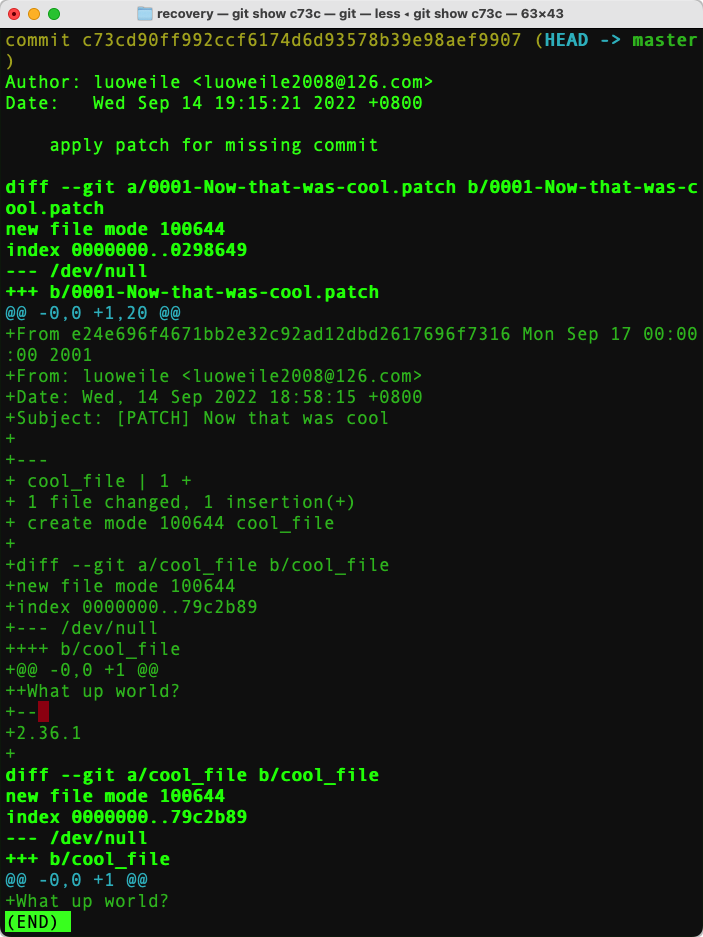 recovery — git show c73c — git — less ◂ git show c73c — 63×43
commit c73cd90ff992ccf6174d6d93578b39e98aef9907 (HEAD -> master
)
Author: luoweile <luoweile2008@126.com>
Date:   Wed Sep 14 19:15:21 2022 +0800
    apply patch for missing commit
diff --git a/0001-Now-that-was-cool.patch b/0001-Now-that-was-c
ool.patch
new file mode 100644
index 0000000..0298649
--- /dev/null
+++ b/0001-Now-that-was-cool.patch
@@ -0,0 +1,20 @@
+From e24e696f4671bb2e32c92ad12dbd2617696f7316 Mon Sep 17 00:00
:00 2001
+From: luoweile <luoweile2008@126.com>
+Date: Wed, 14 Sep 2022 18:58:15 +0800
+Subject: [PATCH] Now that was cool
+
+---
+ cool_file | 1 +
+ 1 file changed, 1 insertion(+)
+ create mode 100644 cool_file
+
+diff --git a/cool_file b/cool_file
+new file mode 100644
+index 0000000..79c2b89
+--- /dev/null
++++ b/cool_file
+@@ -0,0 +1 @@
++What up world?
+--
+2.36.1
+
diff --git a/cool_file b/cool_file
new file mode 100644
index 0000000..79c2b89
--- /dev/null
+++ b/cool_file
@@ -0,0 +1 @@
+What up world?
(END)